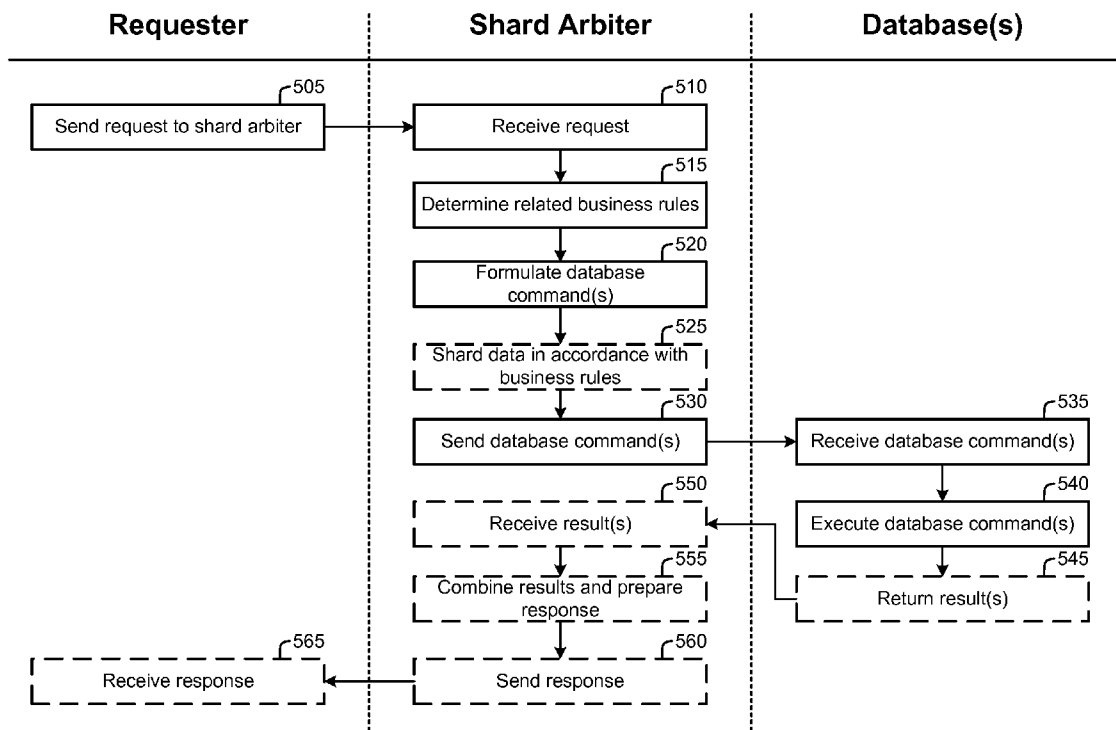 Requester
Shard Arbiter
Database(s)
505
Send request to shard arbiter
510
Receive request
515
Determine related business rules
520
Formulate database
command(s)
525
Shard data in accordance with
business rules
530
Send database command(s)
535
Receive database command(s)
540
Execute database command(s)
545
Return result(s)
550
Receive result(s)
555
Combine results and prepare
response
560
Send response
565
Receive response